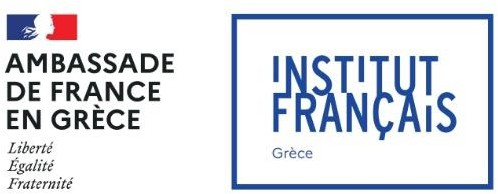 AMBASSADE
DE FRANCE
EN GRÈCE
Liberté
Égalité
Fraternité
INSTITUT
FRANÇAIS
Grèce